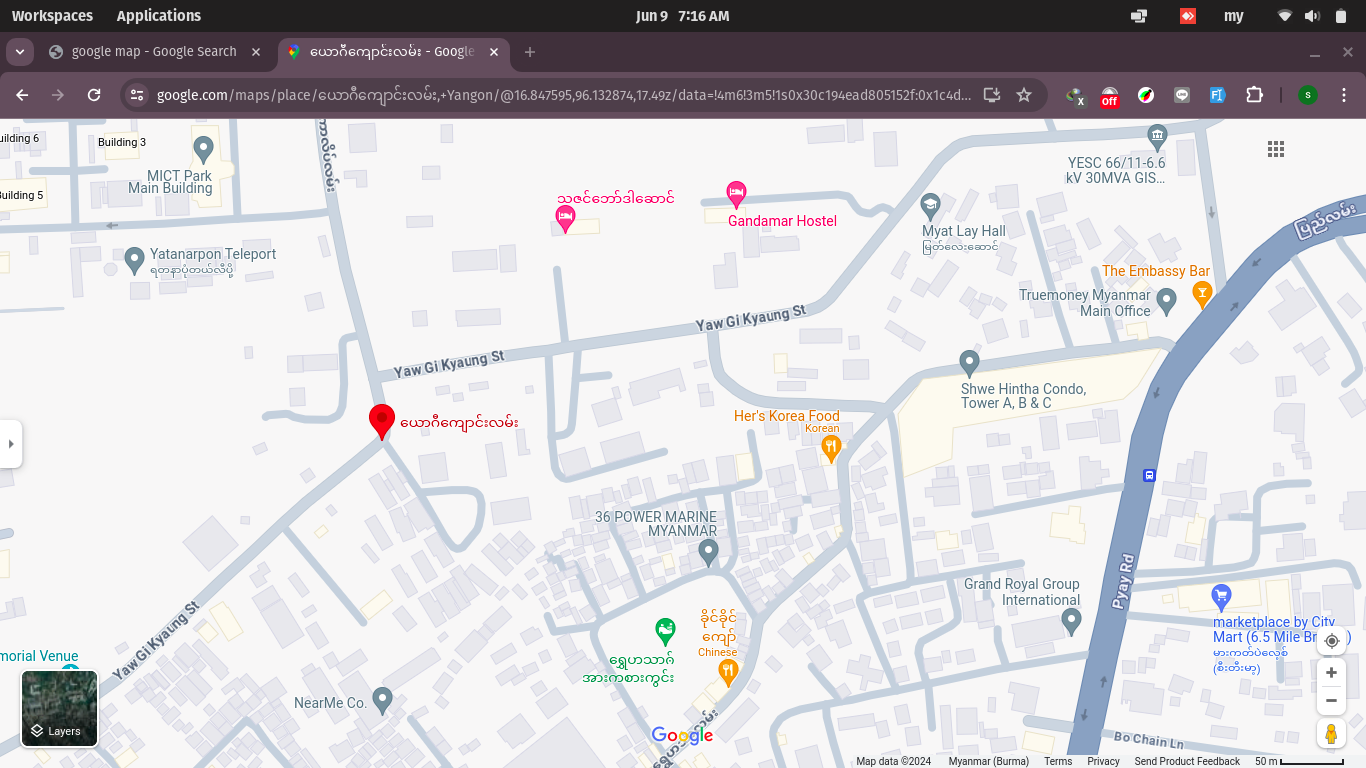 Workspaces
Applications
Jun 9 7:16 AM
my
google map - Google Search
ယောဂီကျောင်းလမ်း - Google
google.com/maps/place/ယောဂီကျောင်းလမ်း,+Yangon/@16.847595,96.132874,17.49z/data=!4m6!3m5!1s0x30c194ead805152f:0x1c4d...
X
Off
LINE
S
uilding 6
Building 3
MICT Park
Main Building
Building 5
YESC 66/11-6.6
kV 30MVA GIS...
သဇင်ဘော်ဒါဆောင်
Gandamar Hostel
Myat Lay Hall
မြတ်လေးဆောင်
ပြည်လမ်း
Yatanarpon Teleport
ရတနာပုံတယ်လီပို့
The Embassy Bar
Truemoney Myanmar
Main Office
Yaw Gi Kyaung St
Yaw Gi Kyaung St
Shwe Hintha Condo,
Tower A, B & C
Her's Korea Food
Korean
ယောဂီကျောင်းလမ်း
36 POWER MARINE
MYANMAR
Grand Royal Group
International
Pyay Rd
Yaw Gi Kyaung St
ခိုင်ခိုင်
ကျော်
Chinese
marketplace by City
Mart (6.5 Mile Br
)
မားကတ်ပဲလေ့စ်
(စီးတီးမာ့)
morial Venue
ရွှေဟသာဂ်
အားကစားကွင်း
NearMe Co.
Layers
Google
Bo Chain Ln
Map data ©2024
Myanmar (Burma)
Terms
Privacy
Send Product Feedback
50 m